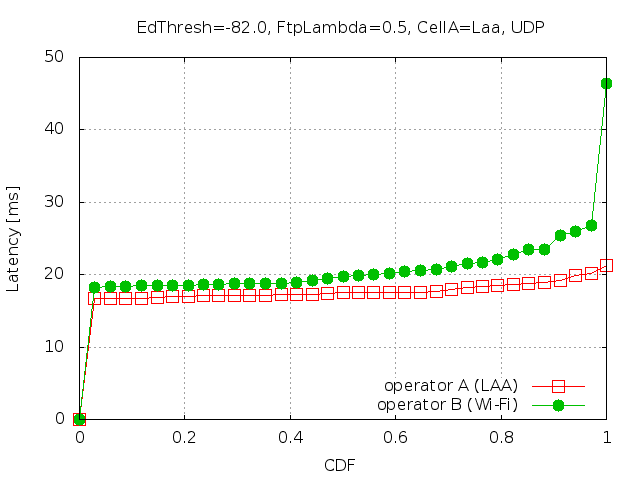 EdThresh=-82.0, FtpLambda=0.5, CellA=Laa, UDP
50
40
30
20
10
0
Latency [ms]
operator A (LAA)
operator B (Wi-Fi)
0 0.2 0.4 0.6 0.8 1
CDF